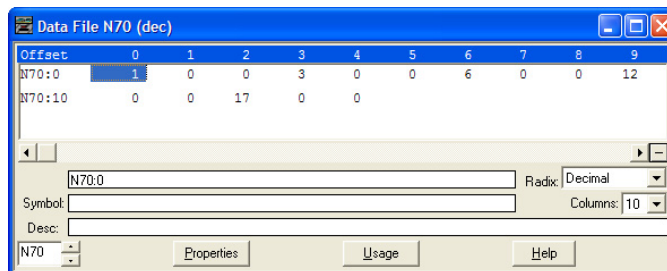 Data File N70 (dec)
Offset 0 1 2 3 4 5 6 7 8 9
N70:0 1 0 0 3 0 0 6 0 0 12
N70:10 0 0 17 0 0
N70:0 Radix: Decimal
Symbol: Columns: 10
Desc:
N70 Properties Usage Help